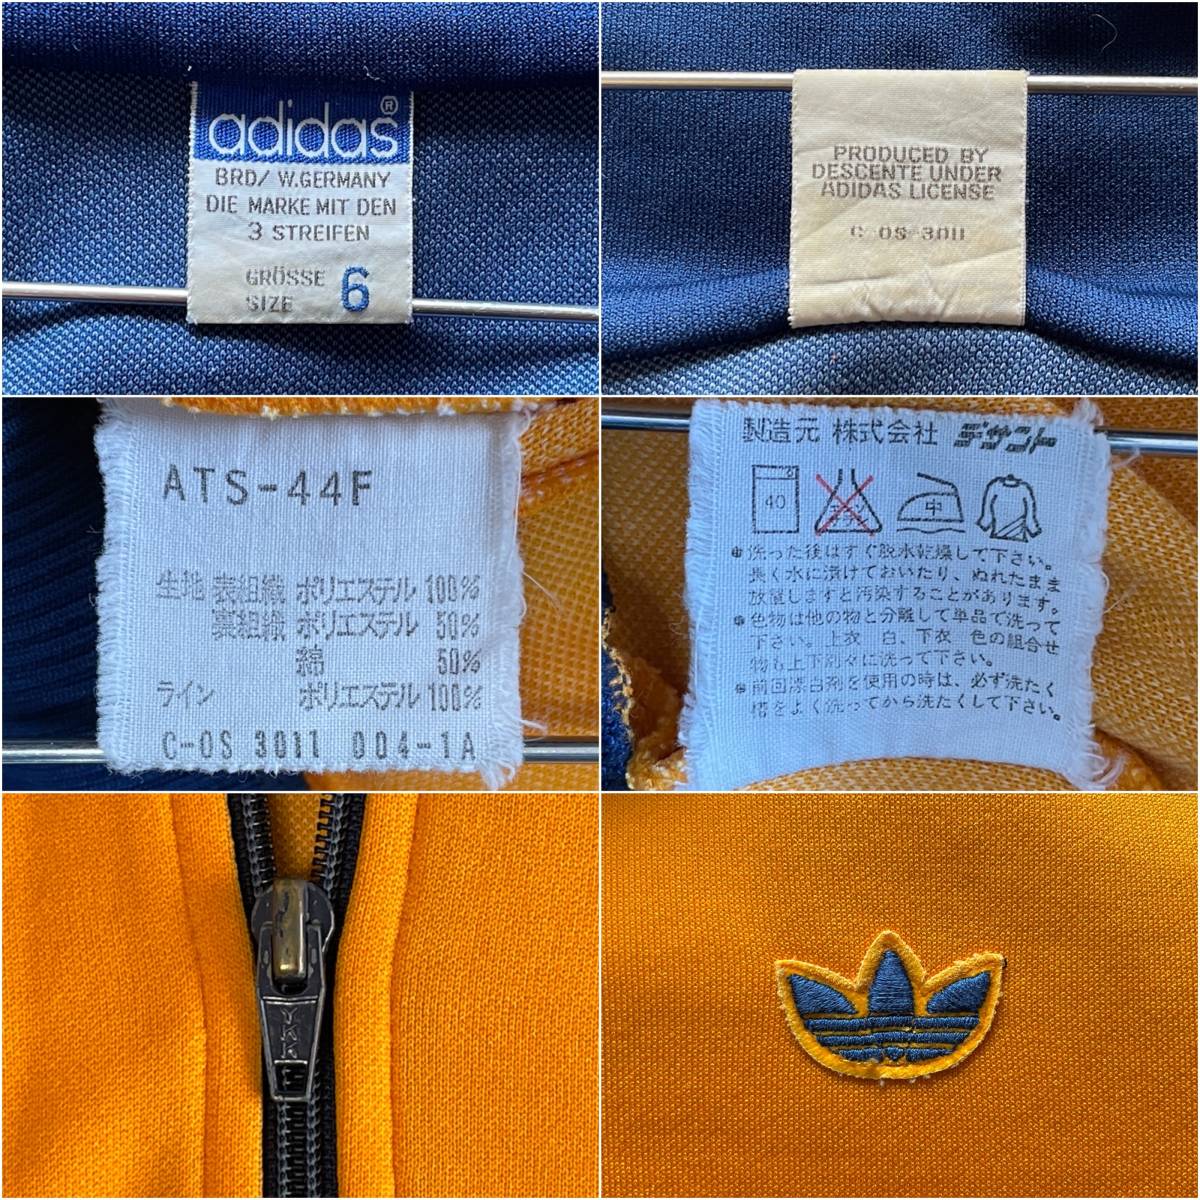 adidas®
BRD/ W.GERMANY
DIE MARKE MIT DEN
3 STREIFEN
GRÖSSE
SIZE
6
PRODUCED BY
DESCENTE UNDER
ADIDAS LICENSE
C-OS-3011
ATS-44F
生地 表組織 ポリエステル 100%
裏組織 ポリエステル 50%
綿 50%
ライン ポリエステル 100%
C-OS 3011 004-1A
製造元 株式会社 デサント
40
中
洗った後はすぐ脱水乾燥して下さい。
長く水に漬けておいたり、ぬれたまま
放置しますと汚染することがあります。
色物は他の物と分離して単品で洗って
下さい。上衣 白、下衣 色の組合せ
物も上下別々に洗って下さい。
前回漂白剤を使用の時は、必ず洗たく
槽をよく洗ってから洗たくして下さい。
YKK